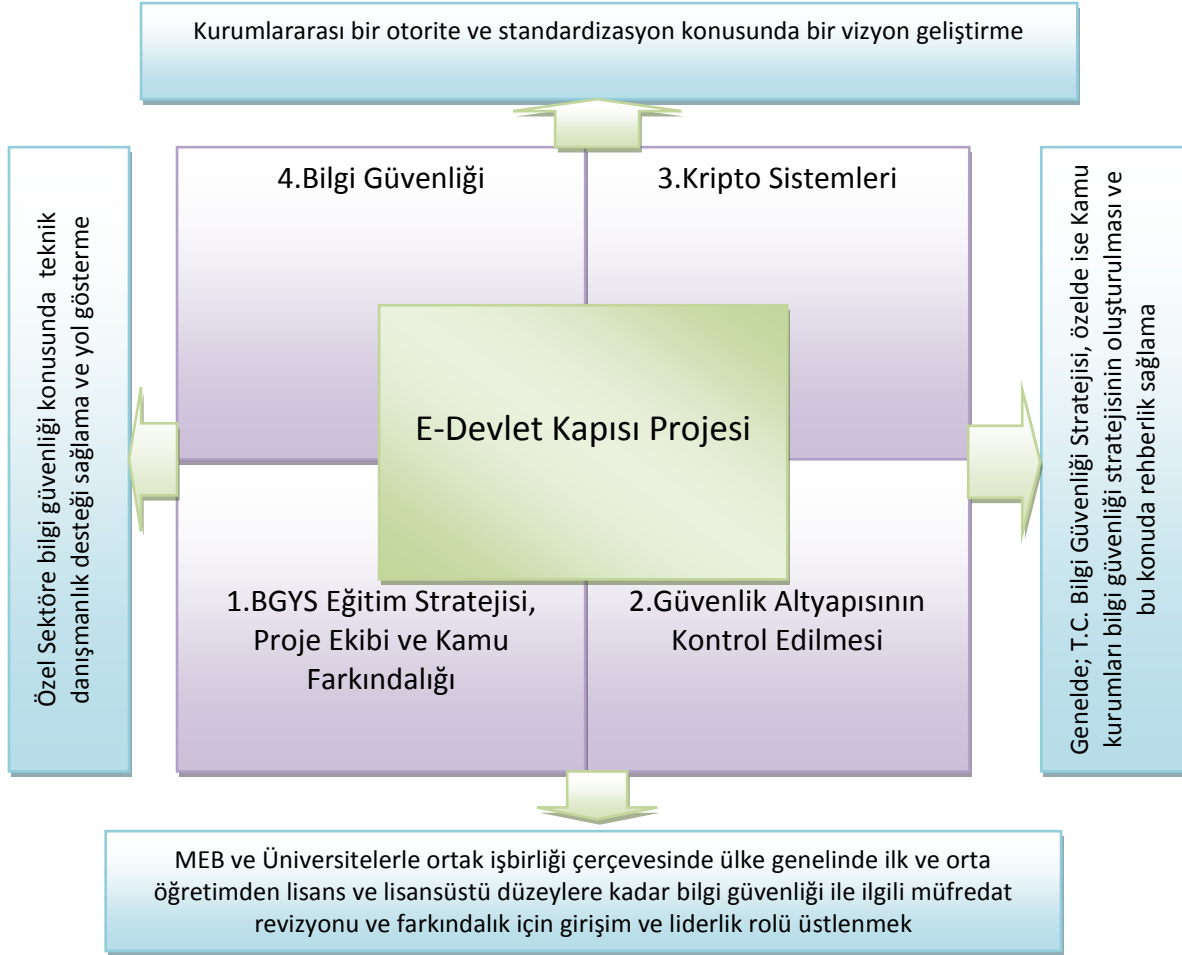 Kurumlararası bir otorite ve standardizasyon konusunda bir vizyon geliştirme
Özel Sektöre bilgi güvenliği konusunda teknik
danışmanlık desteği sağlama ve yol gösterme
4.Bilgi Güvenliği
3.Kripto Sistemleri
E-Devlet Kapısı Projesi
1.BGYS Eğitim Stratejisi,
Proje Ekibi ve Kamu
Farkındalığı
2.Güvenlik Altyapısının
Kontrol Edilmesi
Genelde; T.C. Bilgi Güvenliği Stratejisi, özelde ise Kamu
kurumları bilgi güvenliği stratejisinin oluşturulması ve
bu konuda rehberlik sağlama
MEB ve Üniversitelerle ortak işbirliği çerçevesinde ülke genelinde ilk ve orta
öğretimden lisans ve lisansüstü düzeylere kadar bilgi güvenliği ile ilgili müfredat
revizyonu ve farkındalık için girişim ve liderlik rolü üstlenmek